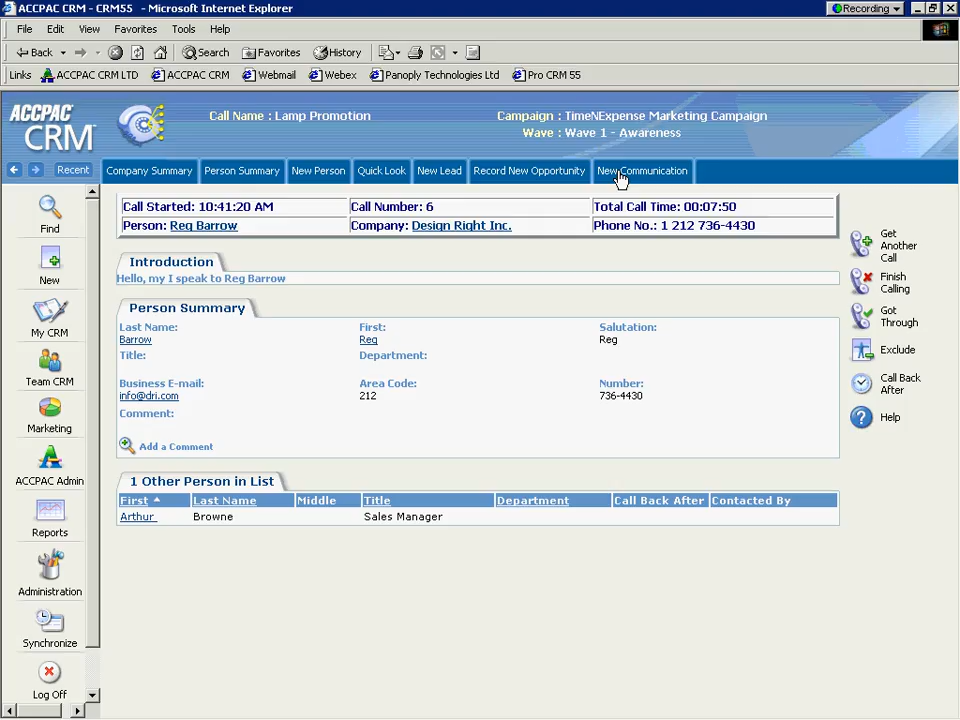 ACCPAC CRM - CRM55 - Microsoft Internet Explorer
Recording
File Edit View Favorites Tools Help
Back Search Favorites History
Links ACCPAC CRM LTD ACCPAC CRM Webmail Webex Panoply Technologies Ltd Pro CRM 55
ACCPAC CRM
Call Name : Lamp Promotion
Campaign : TimeNExpense Marketing Campaign
Wave : Wave 1 - Awareness
Recent Company Summary Person Summary New Person Quick Look New Lead Record New Opportunity New Communication
Find
New
My CRM
Team CRM
Marketing
ACCPAC Admin
Reports
Administration
Synchronize
Log Off
Call Started: 10:41:20 AM Call Number: 6 Total Call Time: 00:07:50
Person: Reg Barrow Company: Design Right Inc. Phone No.: 1 212 736-4430
Introduction
Hello, my I speak to Reg Barrow
Person Summary
Last Name: First: Salutation:
Barrow Reg Reg
Title: Department:
Business E-mail: Area Code: Number:
info@dri.com 212 736-4430
Comment:
Add a Comment
1 Other Person in List
First Last Name Middle Title Department Call Back After Contacted By
Arthur Browne Sales Manager
Get Another Call
Finish Calling
Got Through
Exclude
Call Back After
Help